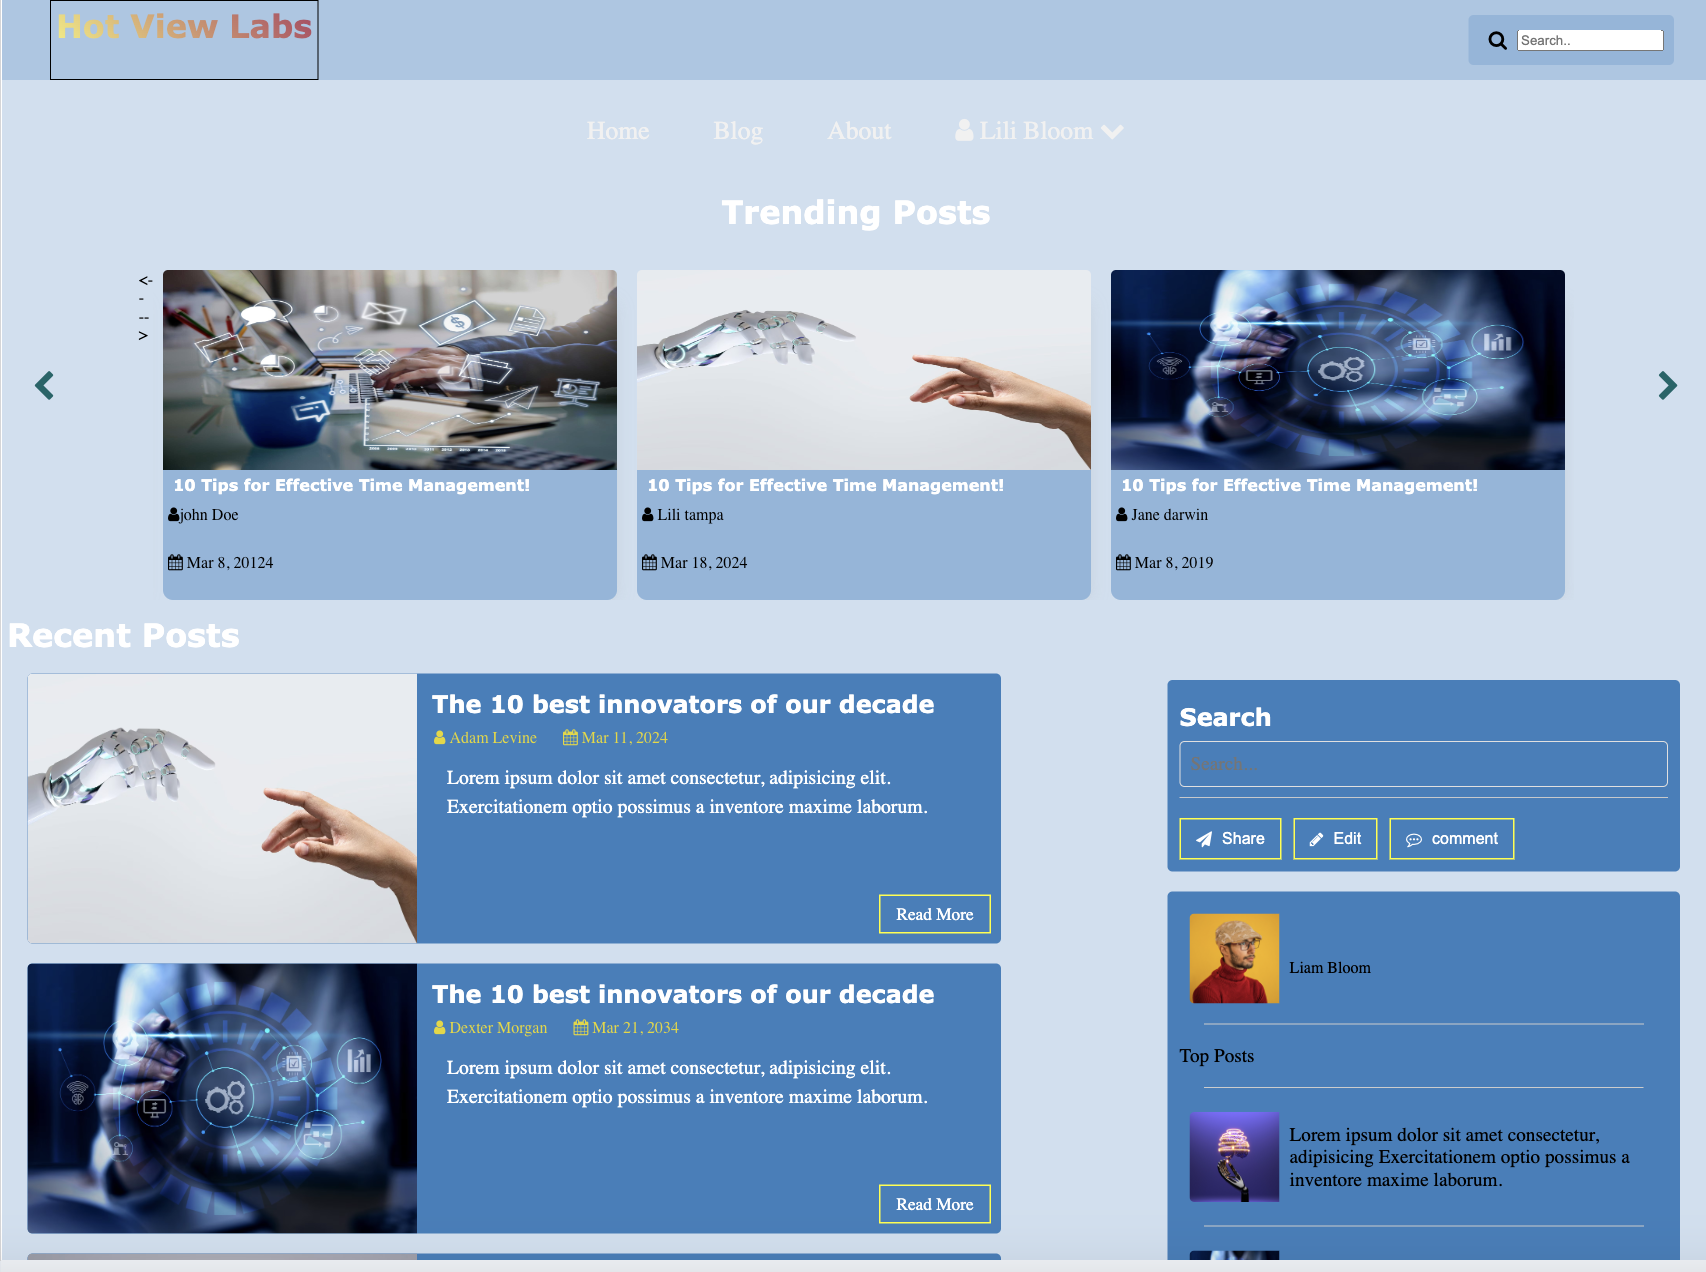 Hot View Labs
Search..
Home
Blog
About
Lili Bloom
Trending Posts
<-
-
--
>
10 Tips for Effective Time Management!
john Doe
Mar 8, 20124
10 Tips for Effective Time Management!
Lili tampa
Mar 18, 2024
10 Tips for Effective Time Management!
Jane darwin
Mar 8, 2019
Recent Posts
The 10 best innovators of our decade
Adam Levine Mar 11, 2024
Lorem ipsum dolor sit amet consectetur, adipisicing elit.
Exercitationem optio possimus a inventore maxime laborum.
Read More
The 10 best innovators of our decade
Dexter Morgan Mar 21, 2034
Lorem ipsum dolor sit amet consectetur, adipisicing elit.
Exercitationem optio possimus a inventore maxime laborum.
Read More
Search
Search...
Share
Edit
comment
Liam Bloom
Top Posts
Lorem ipsum dolor sit amet consectetur,
adipisicing Exercitationem optio possimus a
inventore maxime laborum.